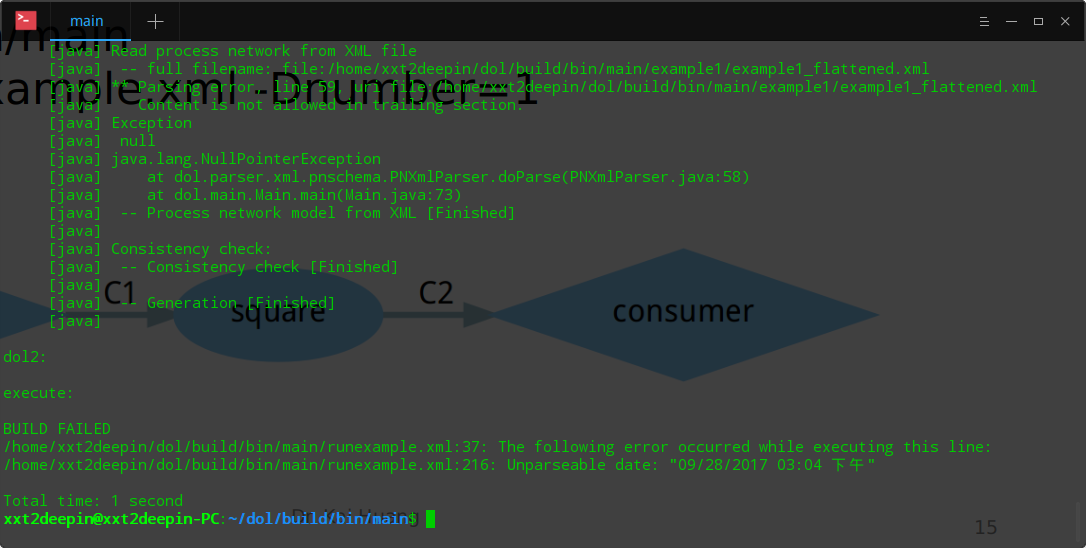 main
n/main
[java] Read process network from XML file
[java]  -- full filename: file:/home/xxt2deepin/dol/build/bin/main/example1/example1_flattened.xml
xample.xml -Dnumber=1
[java] ** Parsing error, line 59, uri file:/home/xxt2deepin/dol/build/bin/main/example1/example1_flattened.xml
[java]    Content is not allowed in trailing section.
[java] Exception
[java]  null
[java] java.lang.NullPointerException
[java]     at dol.parser.xml.pnschema.PNXmlParser.doParse(PNXmlParser.java:58)
[java]     at dol.main.Main.main(Main.java:73)
[java]  -- Process network model from XML [Finished]
[java]
[java] Consistency check:
[java]  -- Consistency check [Finished]
[java]
C1
C2
[java]  -- Generation [Finished]
square
consumer
[java]
dol2:
execute:
BUILD FAILED
/home/xxt2deepin/dol/build/bin/main/runexample.xml:37: The following error occurred while executing this line:
/home/xxt2deepin/dol/build/bin/main/runexample.xml:216: Unparseable date: "09/28/2017 03:04 下午"
Total time: 1 second
xxt2deepin@xxt2deepin-PC:~/dol/build/bin/main$
15